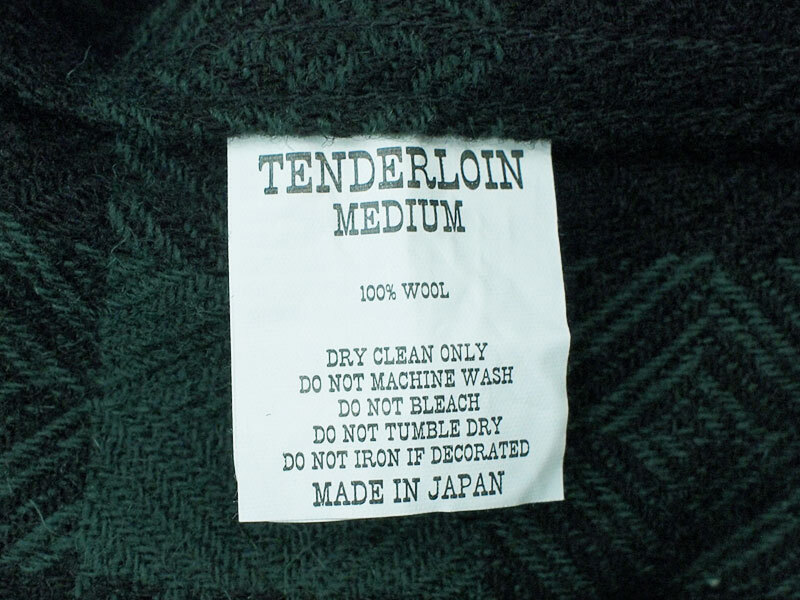 TENDERLOIN
MEDIUM
100% WOOL
DRY CLEAN ONLY
DO NOT MACHINE WASH
DO NOT BLEACH
DO NOT TUMBLE DRY
DO NOT IRON IF DECORATED
MADE IN JAPAN